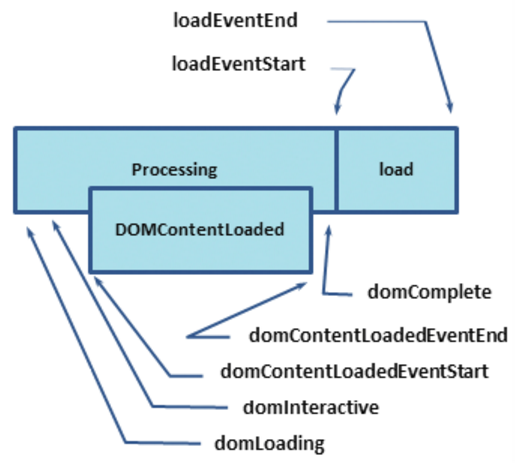 loadEventEnd
loadEventStart
Processing
load
DOMContentLoaded
domComplete
domContentLoadedEventEnd
domContentLoadedEventStart
domInteractive
domLoading